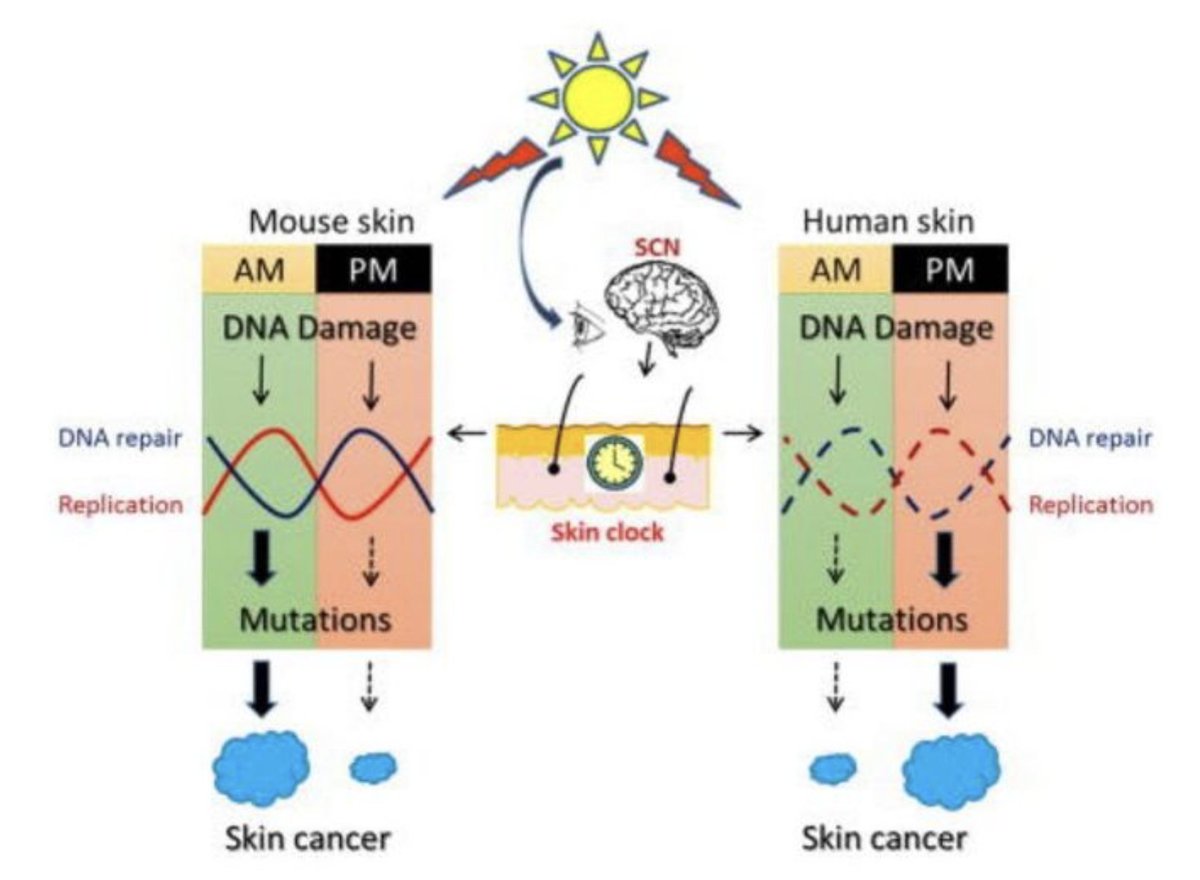 Mouse skin
Human skin
SCN
AM PM
AM PM
DNA Damage
DNA Damage
DNA repair
DNA repair
Replication
Replication
Skin clock
Mutations
Mutations
Skin cancer
Skin cancer